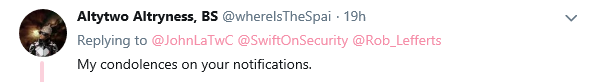 Altytwo Altryness, BS @whereIsTheSpai · 19h
Replying to @JohnLaTwC @SwiftOnSecurity @Rob_Lefferts
My condolences on your notifications.